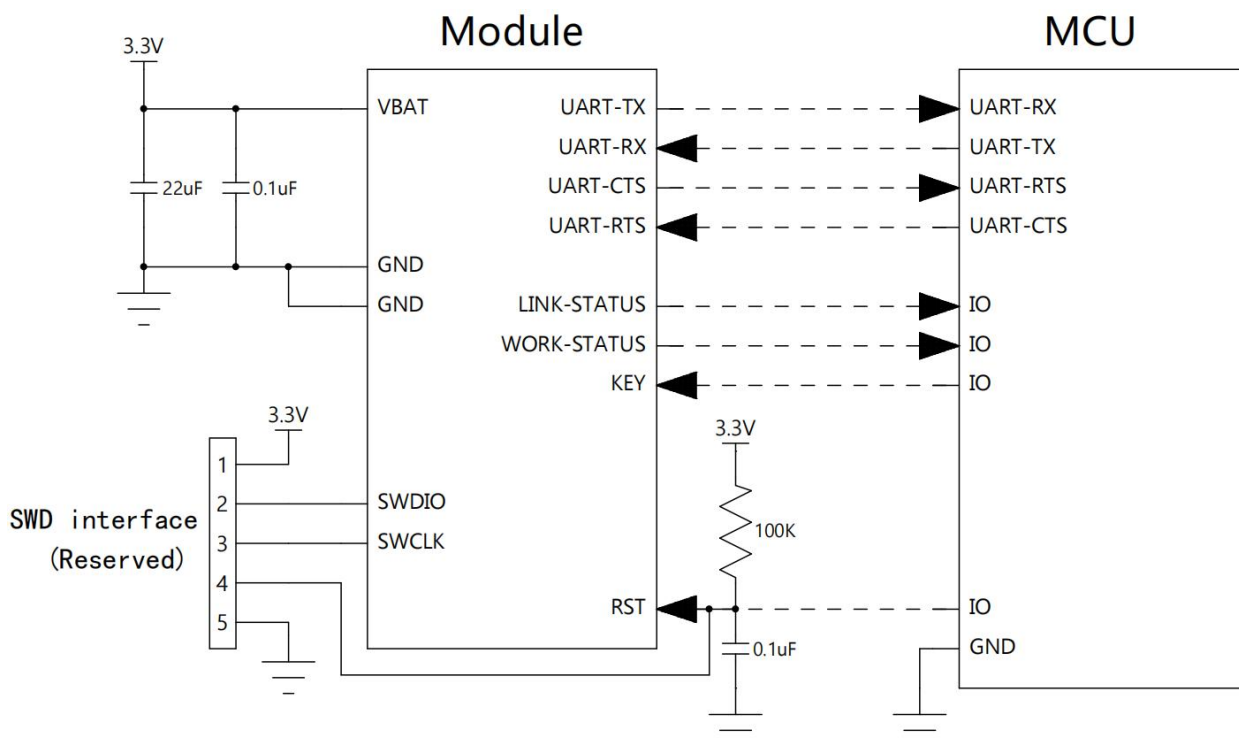 Module
MCU
3.3V
VBAT
UART-TX
UART-RX
UART-RX
UART-TX
22uF
0.1uF
UART-CTS
UART-RTS
UART-RTS
UART-CTS
GND
GND
LINK-STATUS
IO
WORK-STATUS
IO
KEY
IO
3.3V
3.3V
1
2
SWDIO
SWD interface
(Reserved)
3
SWCLK
100K
4
5
RST
IO
0.1uF
GND